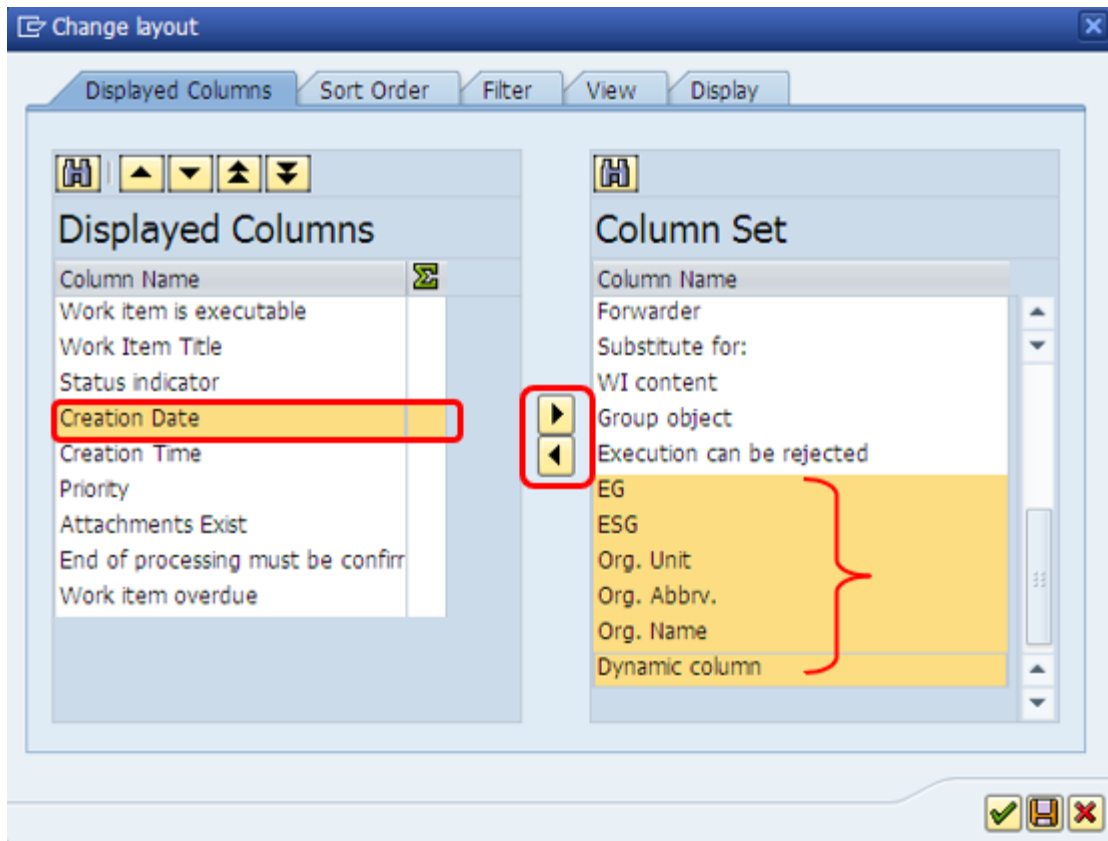 Change layout
Displayed Columns
Sort Order
Filter
View
Display
Displayed Columns
Column Name
Work item is executable
Work Item Title
Status indicator
Creation Date
Creation Time
Priority
Attachments Exist
End of processing must be confirr
Work item overdue
Column Set
Column Name
Forwarder
Substitute for:
WI content
Group object
Execution can be rejected
EG
ESG
Org. Unit
Org. Abbrv.
Org. Name
Dynamic column